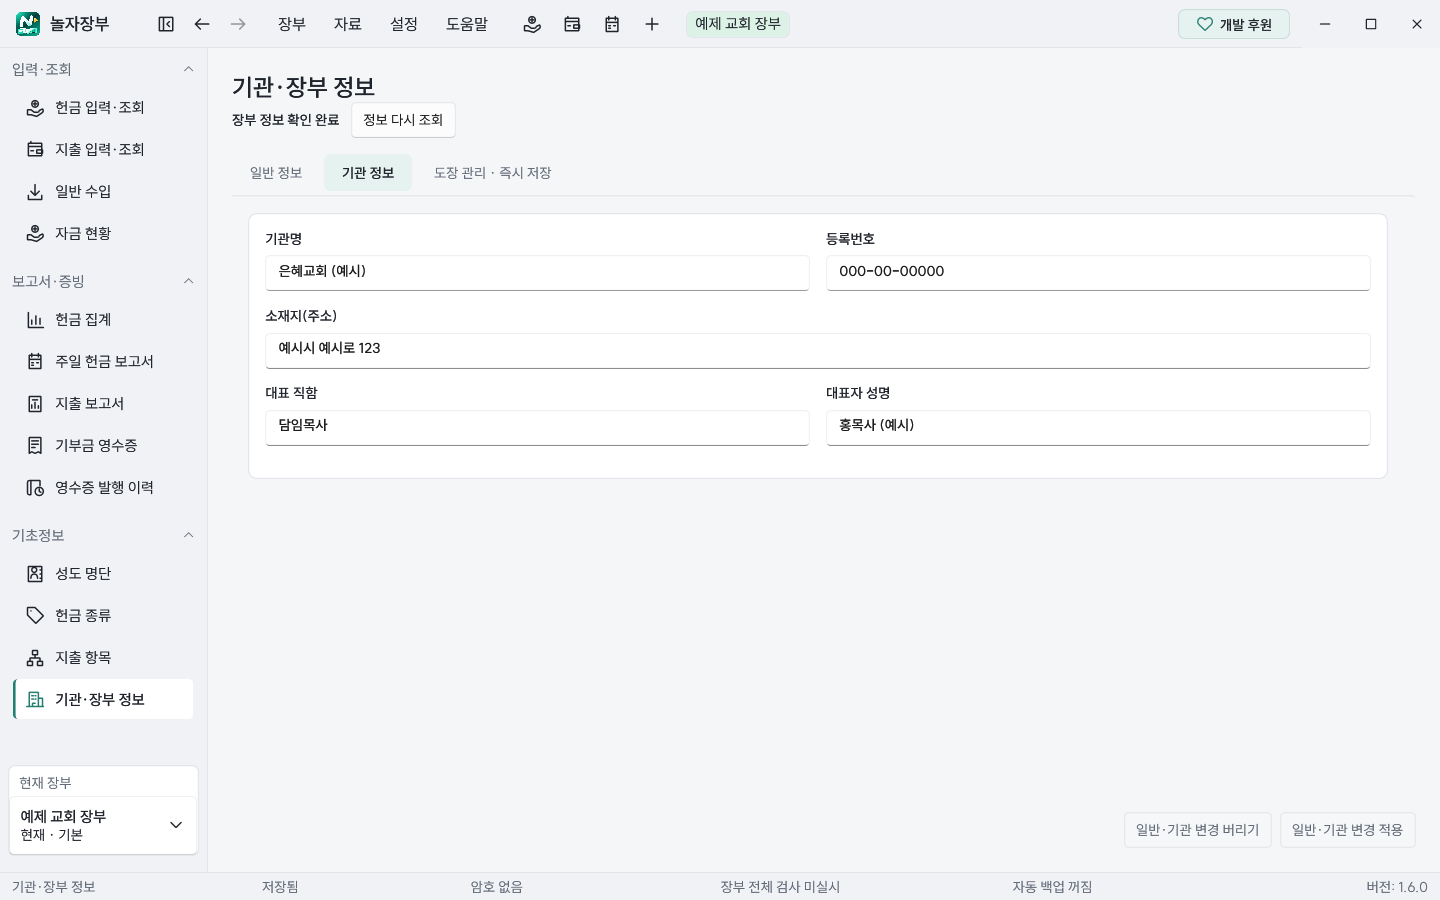 놀자장부
장부 자료 설정 도움말
예제 교회 장부
개발 후원
입력·조회
헌금 입력·조회
지출 입력·조회
일반 수입
자금 현황
보고서·증빙
헌금 집계
주일 헌금 보고서
지출 보고서
기부금 영수증
영수증 발행 이력
기초정보
성도 명단
헌금 종류
지출 항목
기관·장부 정보
현재 장부
예제 교회 장부
현재 · 기본
기관·장부 정보
장부 정보 확인 완료
정보 다시 조회
일반 정보
기관 정보
도장 관리 · 즉시 저장
기관명
은혜교회 (예시)
등록번호
000-00-00000
소재지(주소)
예시시 예시로 123
대표 직함
담임목사
대표자 성명
홍목사 (예시)
일반·기관 변경 버리기
일반·기관 변경 적용
기관·장부 정보
저장됨
암호 없음
장부 전체 검사 미실시
자동 백업 꺼짐
버전: 1.6.0